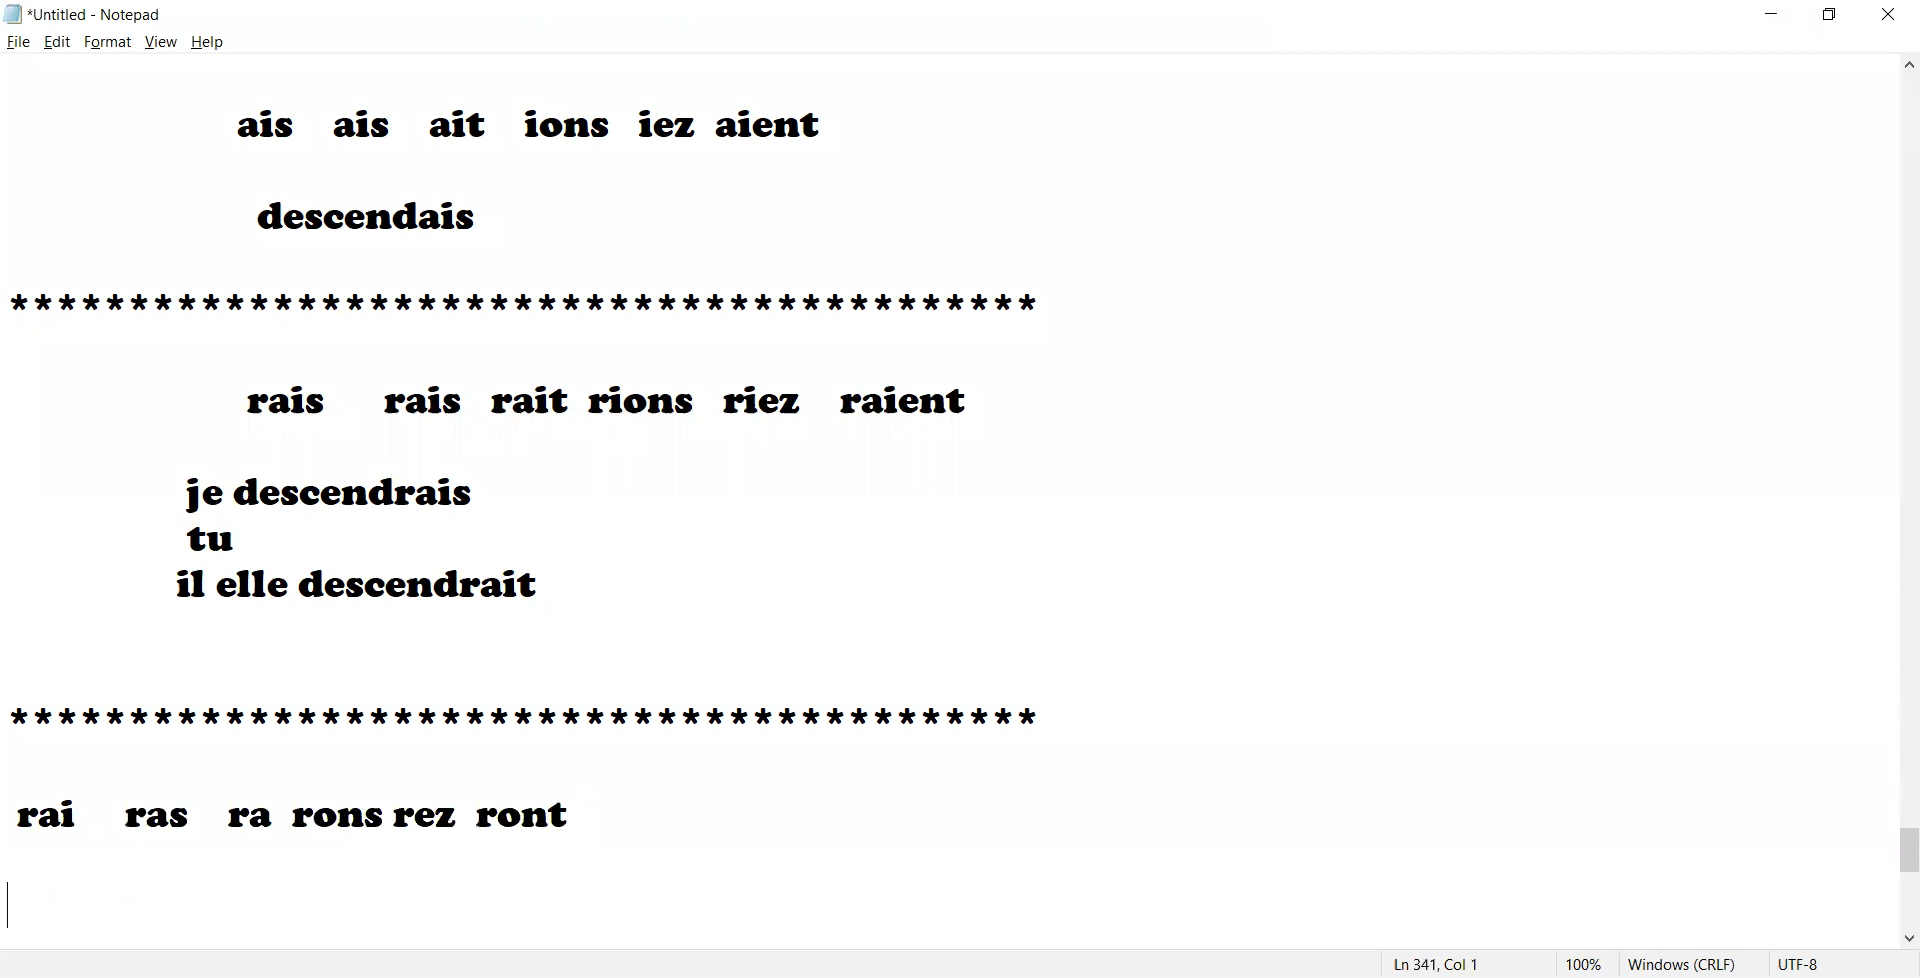 *Untitled - Notepad
File Edit Format View Help
ais ais ait ions iez aient
descendais
*******************************************
rais rais rait rions riez raient
je descendrais
tu
il elle descendrait
*******************************************
rai ras ra rons rez ront
Ln 341, Col 1 100% Windows (CRLF) UTF-8